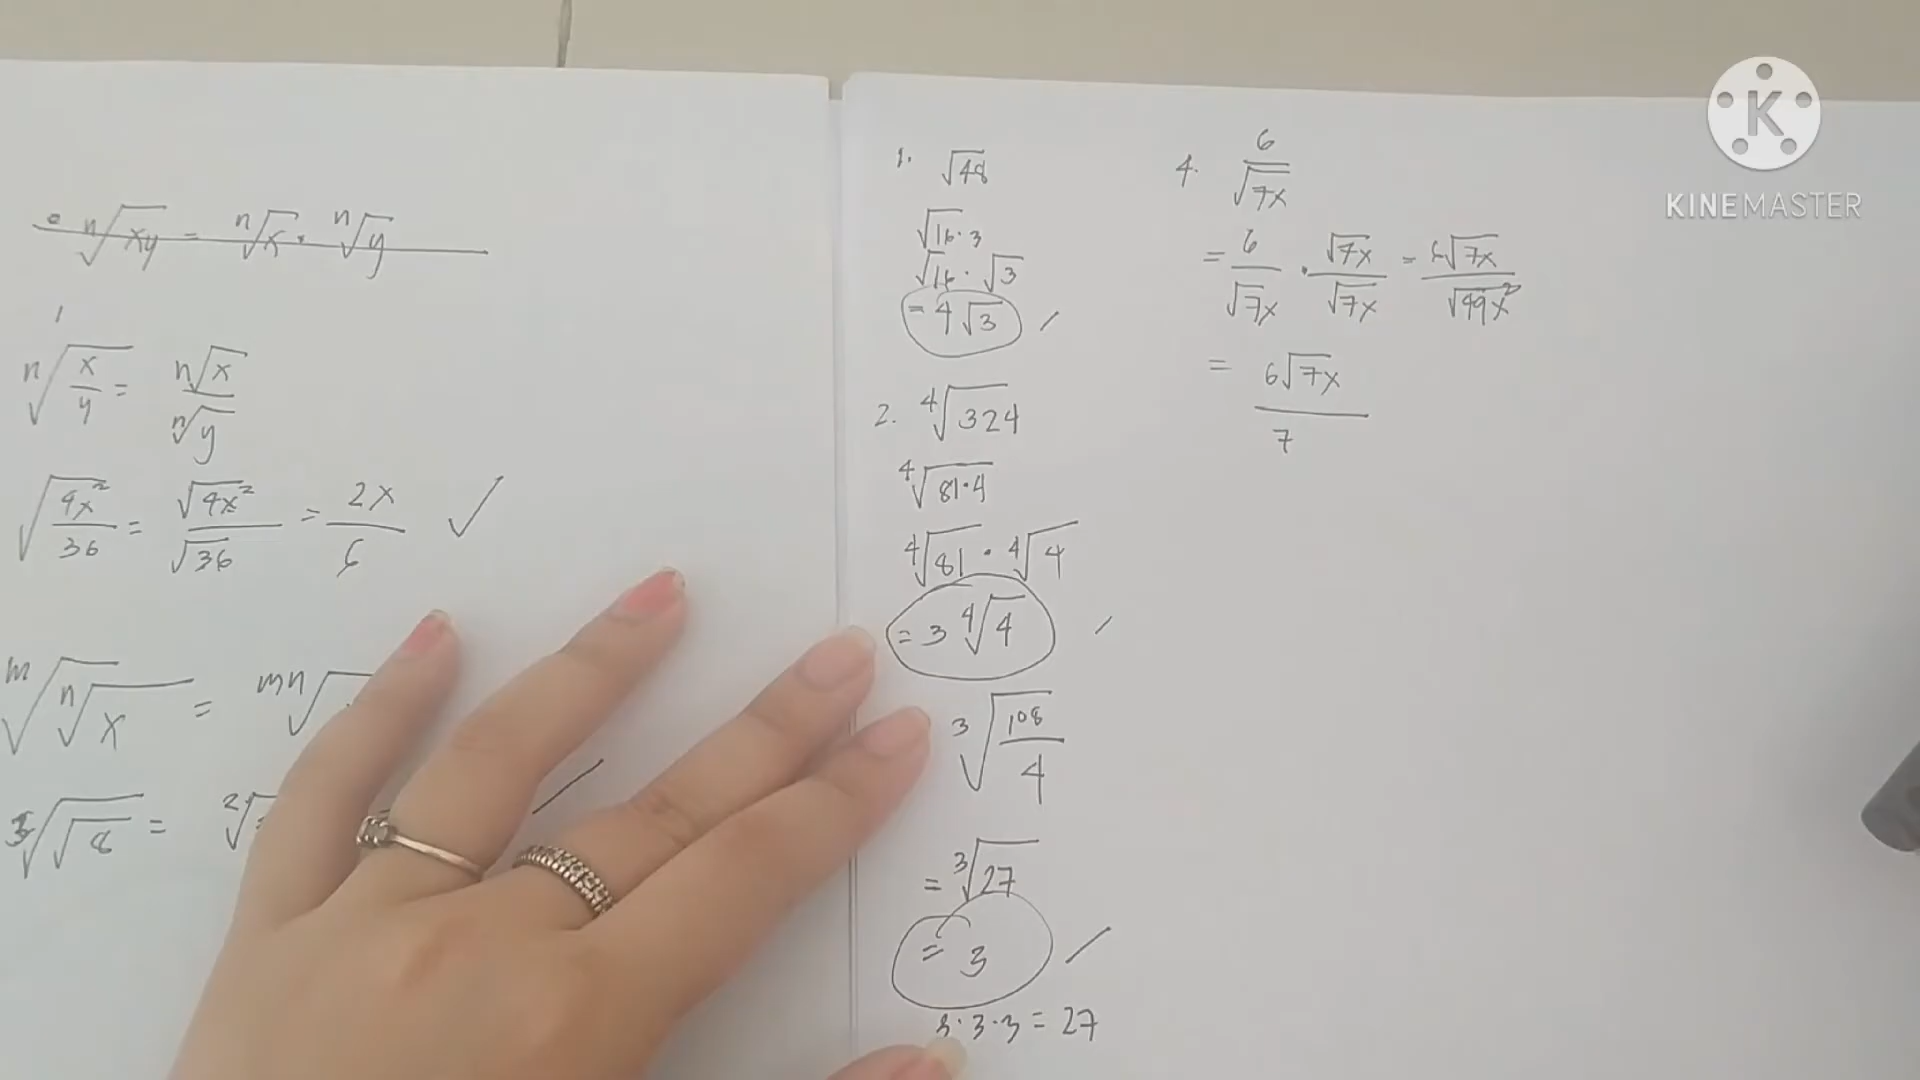 ⁿ√xy = ⁿ√x · ⁿ√y
ⁿ√(x/y) = ⁿ√x / ⁿ√y
√(4x²/36) = √4x² / √36 = 2x / 6 ✓
ᵐ√ⁿ√x = ᵐⁿ√
³√√8 =
1. √48
√16·3
√16 · √3
= 4√3
2. ⁴√324
⁴√81·4
⁴√81 · ⁴√4
= 3 ⁴√4
³√(108/4)
= ³√27
= 3
3·3·3 = 27
4. 6/√7x
= 6/√7x · √7x/√7x = 6√7x/√49x²
= 6√7x/7
K
KINEMASTER